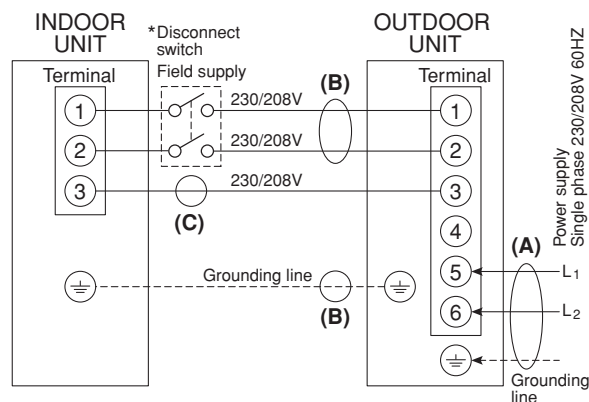 INDOOR
UNIT
*Disconnect
switch
Field supply
OUTDOOR
UNIT
Terminal
Terminal
(B)
1
230/208V
1
2
230/208V
2
3
230/208V
3
(C)
4
(A)
Power supply
Single phase 230/208V 60HZ
5
L1
Grounding line
(B)
6
L2
Grounding
line